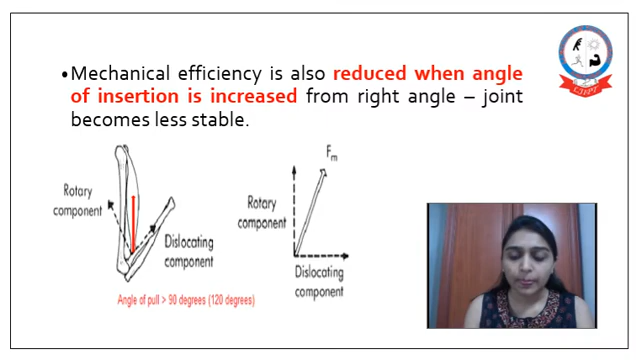 • Mechanical efficiency is also reduced when angle
of insertion is increased from right angle – joint
becomes less stable.
Rotary
component
Dislocating
component
Angle of pull > 90 degrees (120 degrees)
Fm
Rotary
component
Dislocating
component